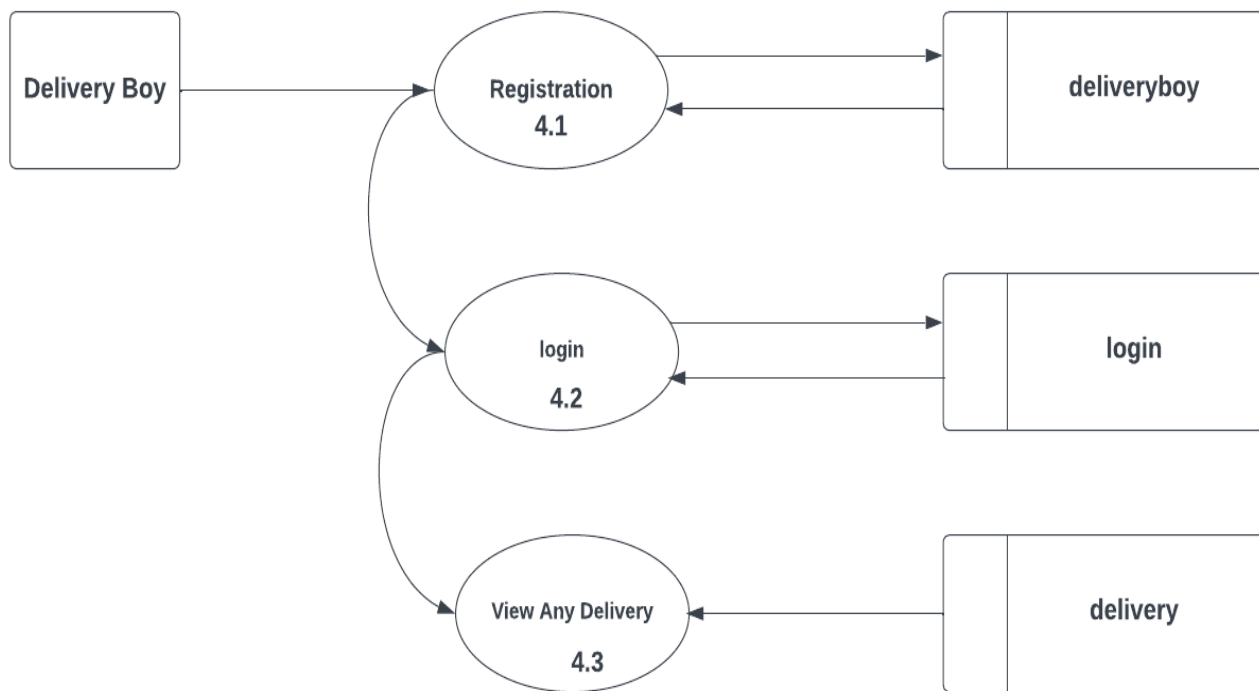 Delivery Boy
Registration
4.1
deliveryboy
login
4.2
login
View Any Delivery
4.3
delivery